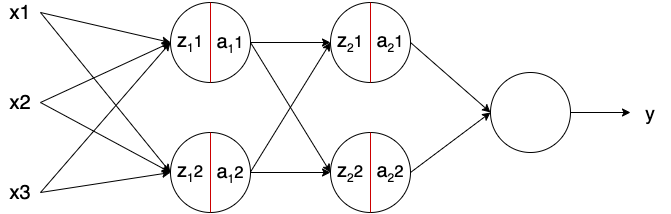 x1
z₁1 a₁1
z₂1 a₂1
x2
y
z₁2 a₁2
z₂2 a₂2
x3